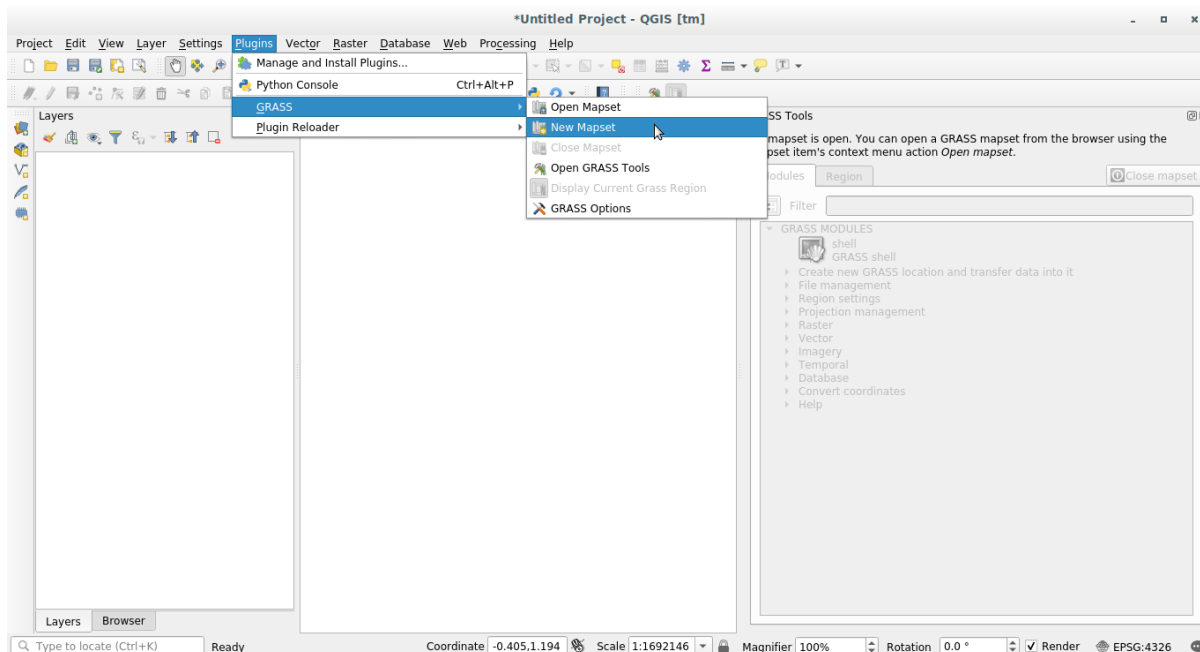 *Untitled Project - QGIS [tm]
Project Edit View Layer Settings Plugins Vector Raster Database Web Processing Help
Manage and Install Plugins...
Python Console Ctrl+Alt+P
GRASS
Plugin Reloader
Open Mapset
New Mapset
Close Mapset
Open GRASS Tools
Display Current Grass Region
GRASS Options
Layers
SS Tools
mapset is open. You can open a GRASS mapset from the browser using the
pset item's context menu action Open mapset.
odules Region Close mapset
Filter
GRASS MODULES
shell
GRASS shell
Create new GRASS location and transfer data into it
File management
Region settings
Projection management
Raster
Vector
Imagery
Temporal
Database
Convert coordinates
Help
Layers Browser
Type to locate (Ctrl+K) Ready Coordinate -0.405,1.194 Scale 1:1692146 Magnifier 100% Rotation 0.0 ° Render EPSG:4326